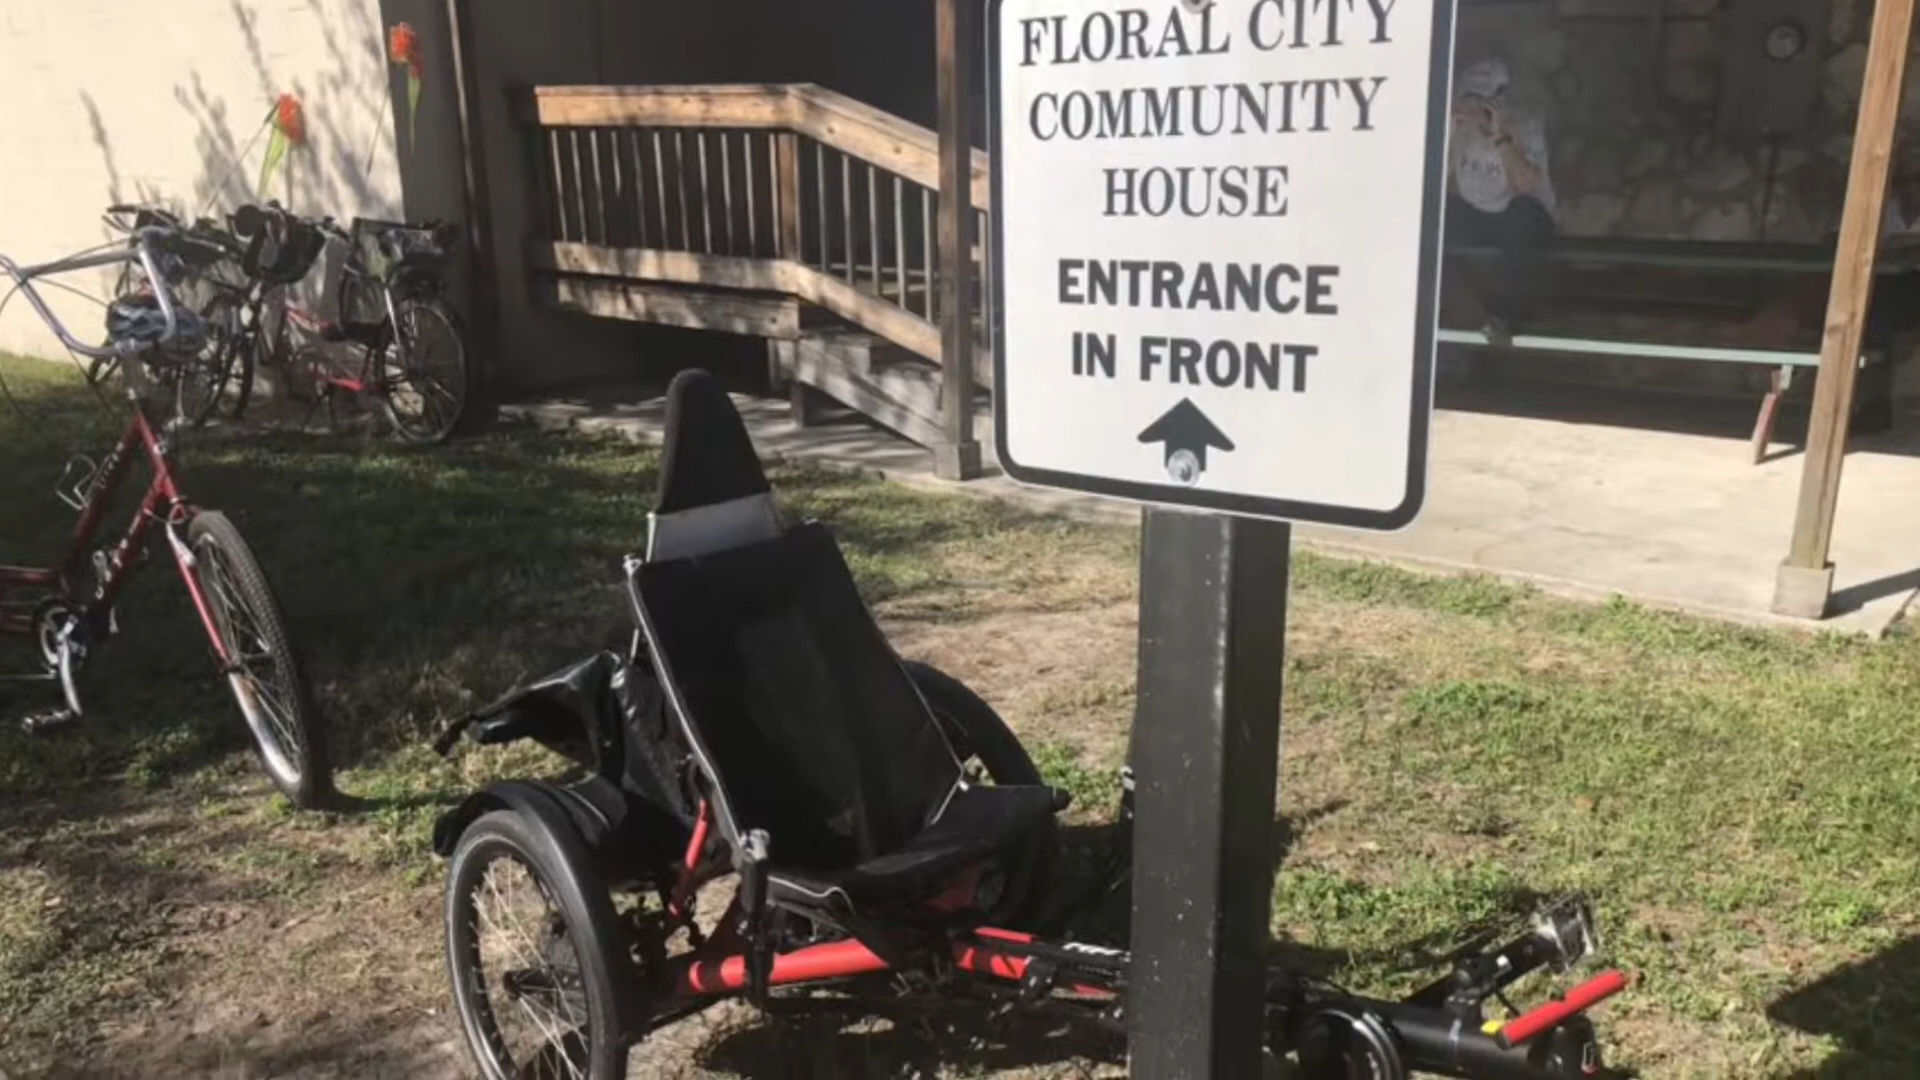 FLORAL CITY
COMMUNITY
HOUSE
ENTRANCE
IN FRONT